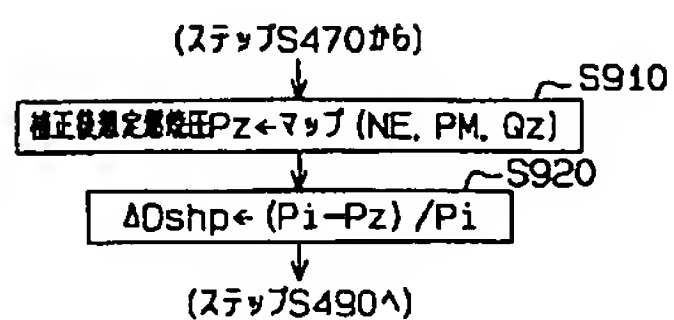 (ステップS470から)
S910
補正後想定燃焼圧Pz←マップ(NE, PM, Qz)
S920
ΔDshp←(Pi-Pz)/Pi
(ステップS490へ)